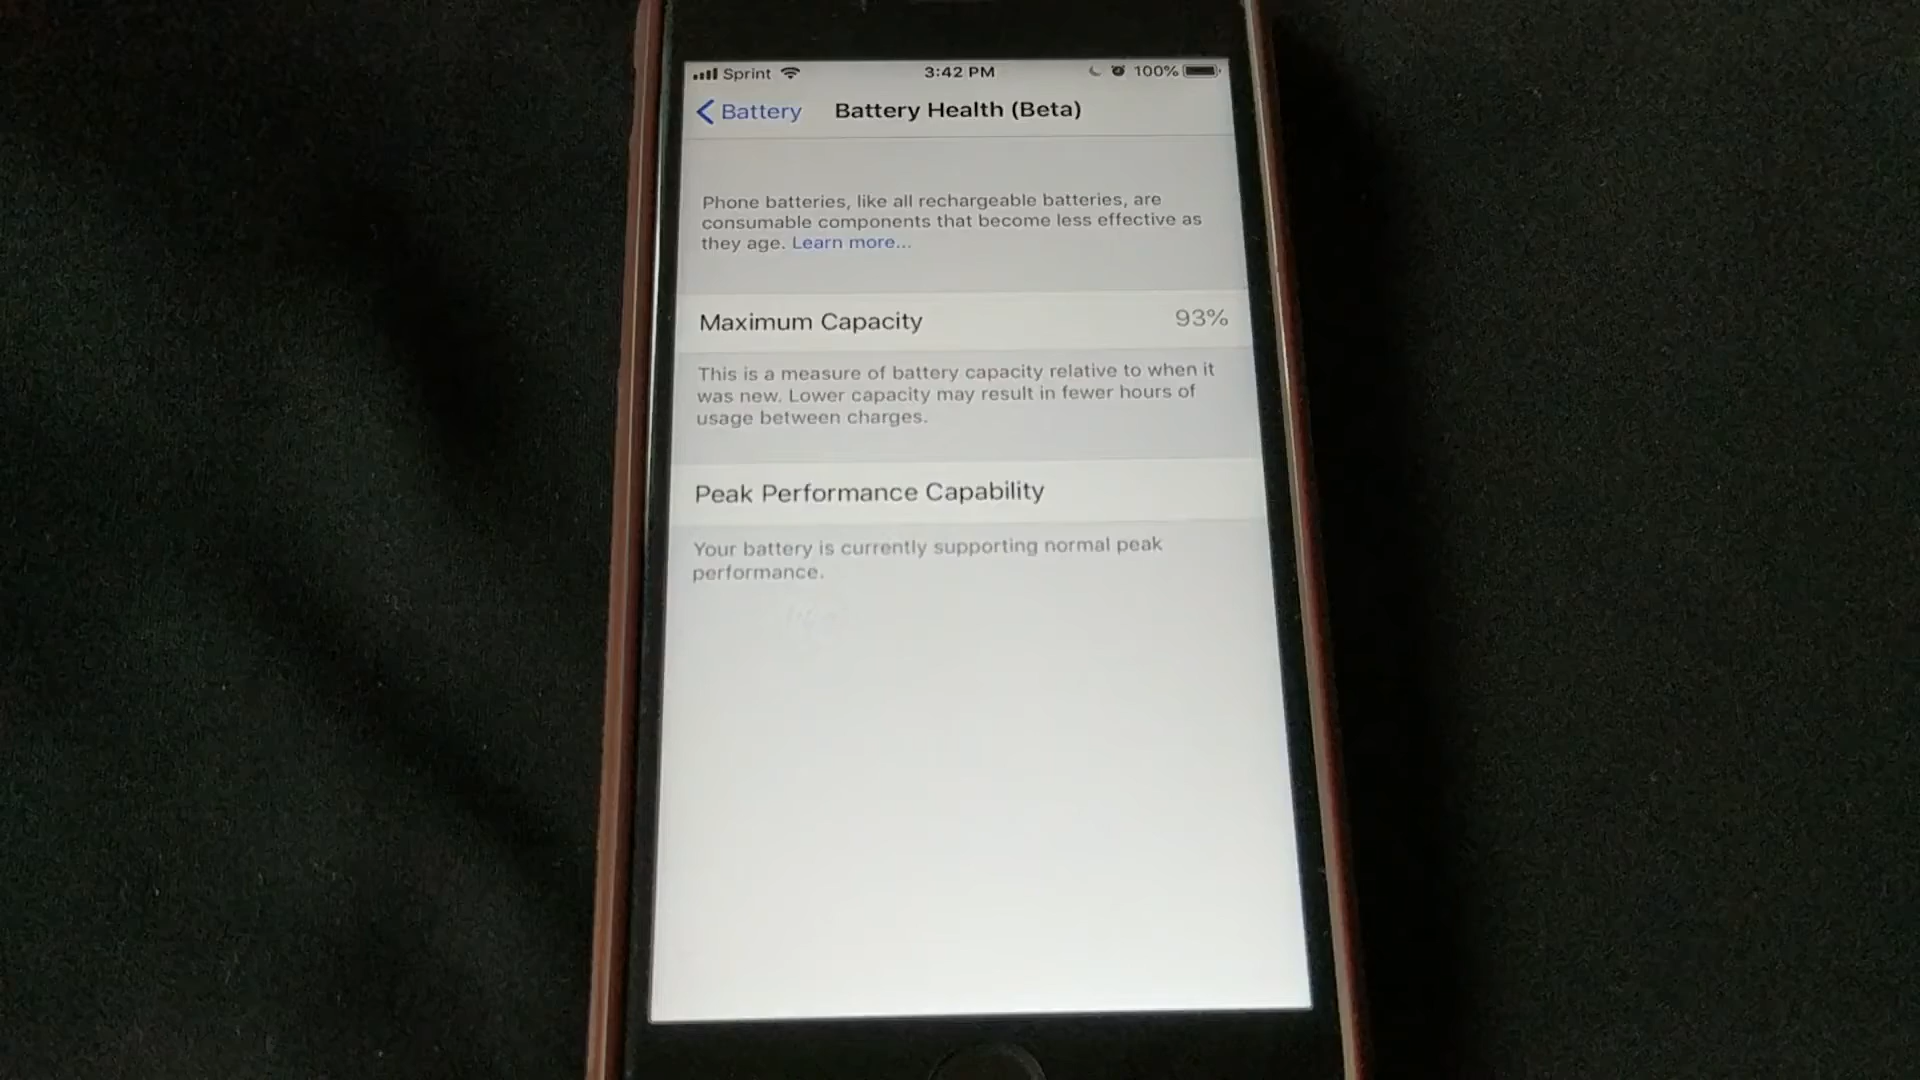 Sprint 3:42 PM 100%
Battery Battery Health (Beta)
Phone batteries, like all rechargeable batteries, are
consumable components that become less effective as
they age. Learn more...
Maximum Capacity 93%
This is a measure of battery capacity relative to when it
was new. Lower capacity may result in fewer hours of
usage between charges.
Peak Performance Capability
Your battery is currently supporting normal peak
performance.